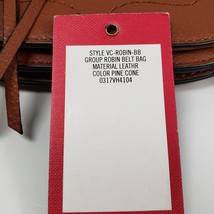 STYLE VC-ROBIN-BB
GROUP ROBIN BELT BAG
MATERIAL LEATHR
COLOR PINE CONE
0317VH4104